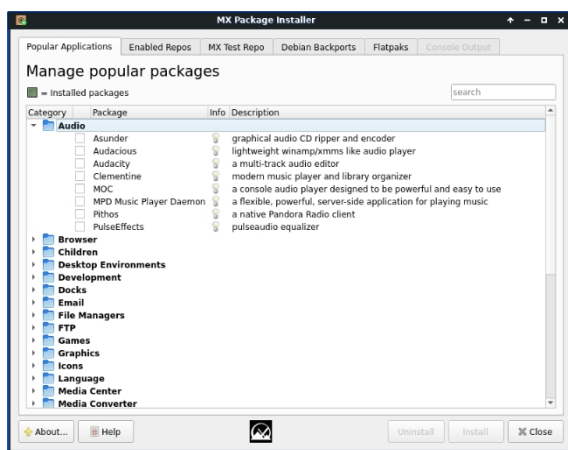 MX Package Installer
Popular Applications Enabled Repos MX Test Repo Debian Backports Flatpaks Console Output
Manage popular packages
= Installed packages search
Category Package Info Description
Audio
Asunder graphical audio CD ripper and encoder
Audacious lightweight winamp/xmms like audio player
Audacity a multi-track audio editor
Clementine modern music player and library organizer
MOC a console audio player designed to be powerful and easy to use
MPD Music Player Daemon a flexible, powerful, server-side application for playing music
Pithos a native Pandora Radio client
PulseEffects pulseaudio equalizer
Browser
Children
Desktop Environments
Development
Docks
Email
File Managers
FTP
Games
Graphics
Icons
Language
Media Center
Media Converter
About... Help Uninstall Install Close